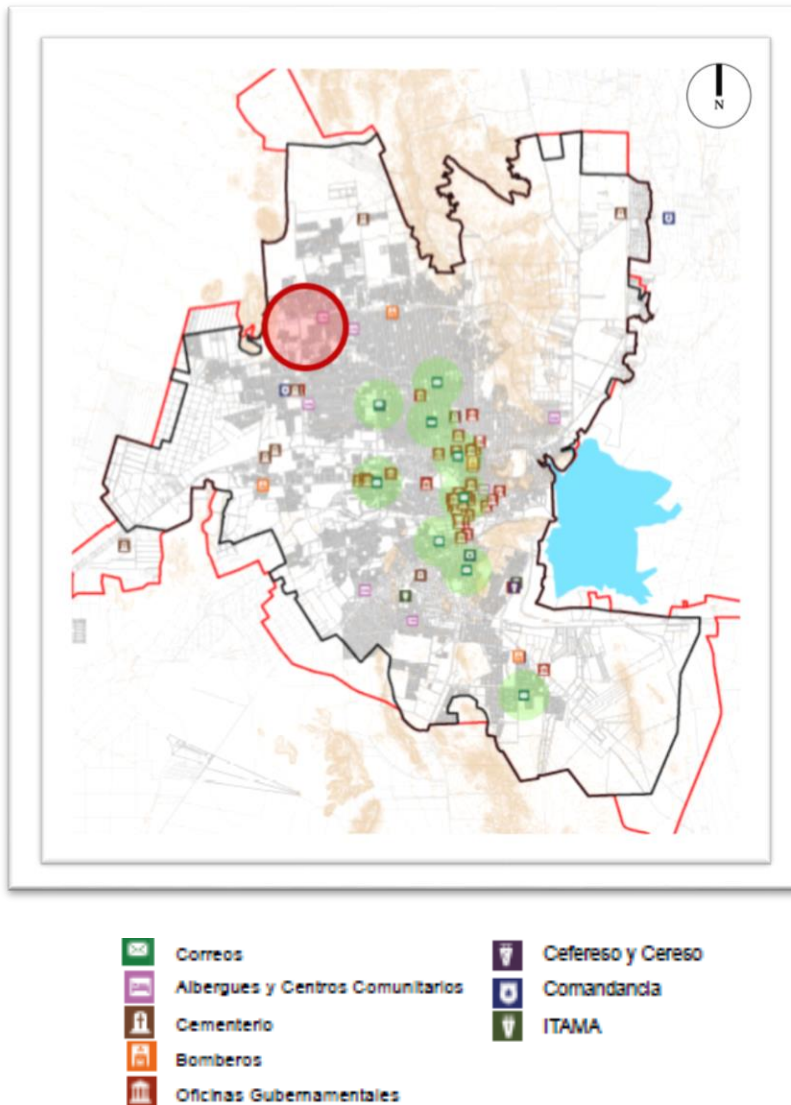 N
Correos
Albergues y Centros Comunitarios
Cementerio
Bomberos
Oficinas Gubernamentales
Cefereso y Cereso
Comandancia
ITAMA